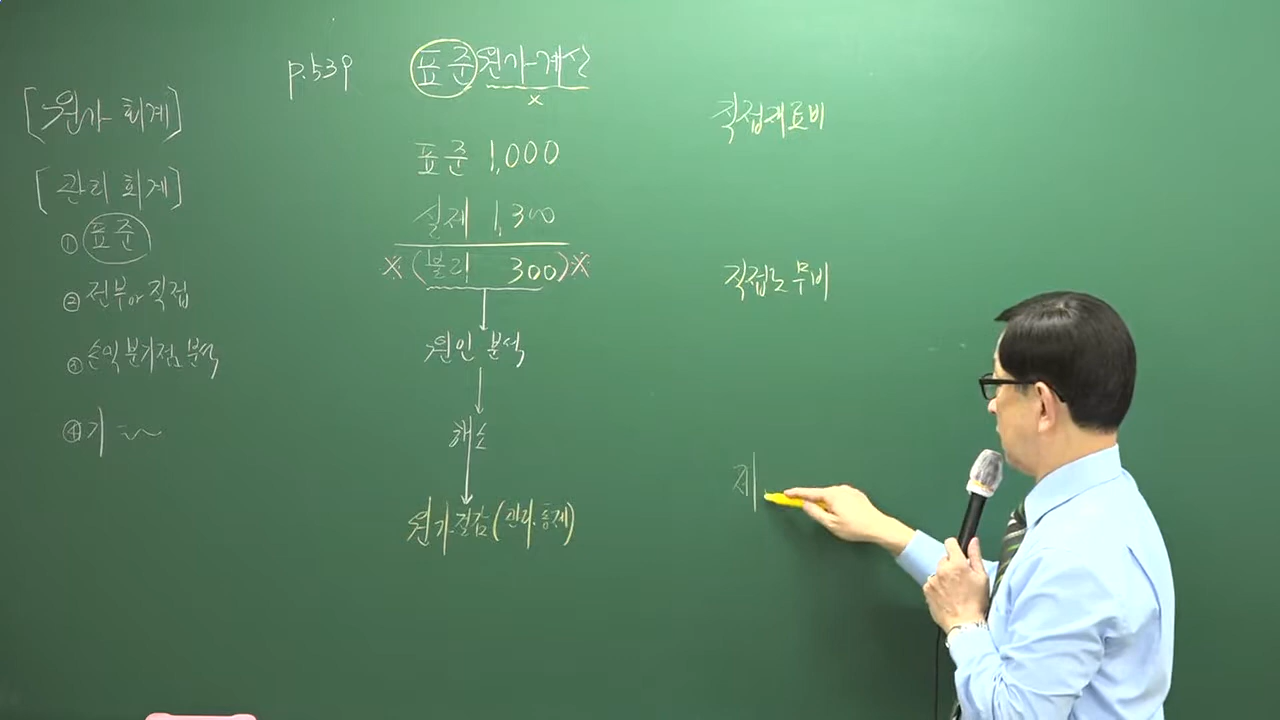 [원가 회계]
[관리 회계]
① 표준
② 전부와 직접
③ 손익분기점 분석
④ 기
p.539
표준원가계산
×
표준 1,000
실제 1,300
※(불리 300)※
원인 분석
해소
원가절감(관리·통제)
직접재료비
직접노무비
제